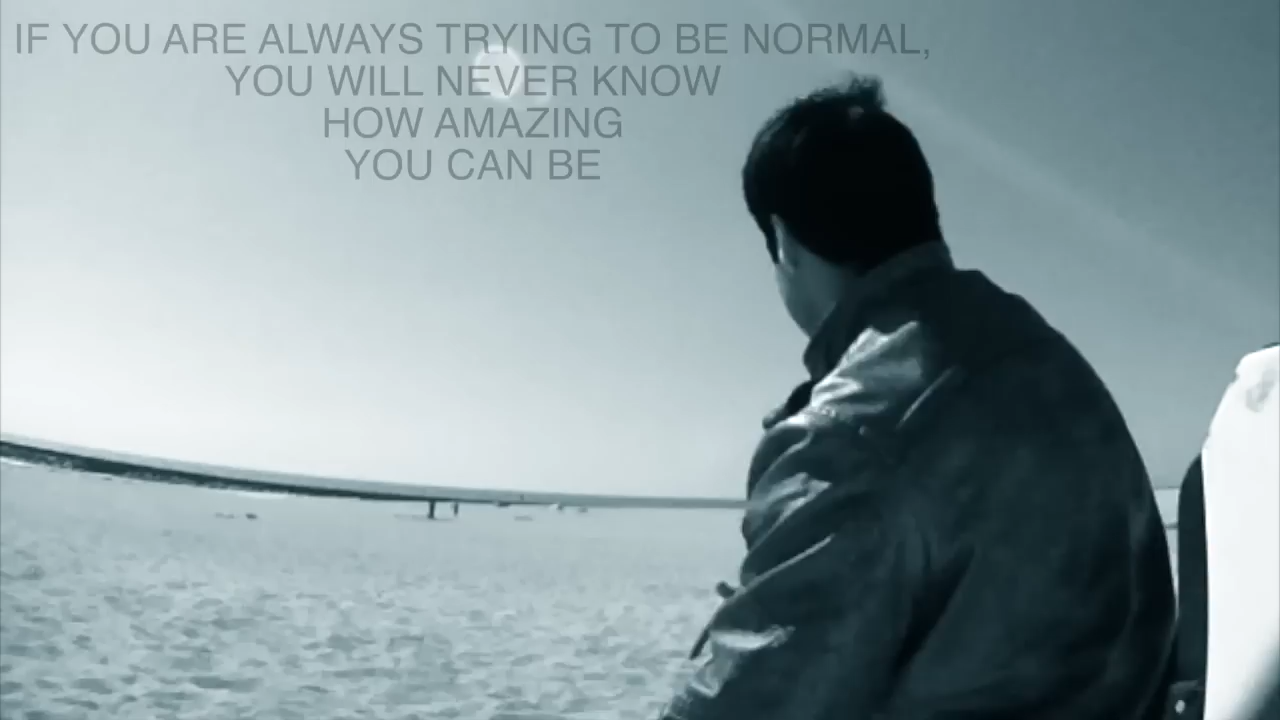 IF YOU ARE ALWAYS TRYING TO BE NORMAL,
YOU WILL NEVER KNOW
HOW AMAZING
YOU CAN BE